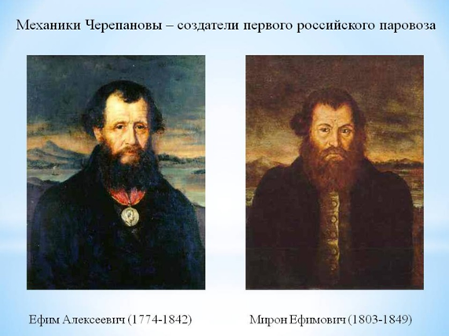 Механики Черепановы – создатели первого российского паровоза
Ефим Алексеевич (1774-1842)
Мирон Ефимович (1803-1849)